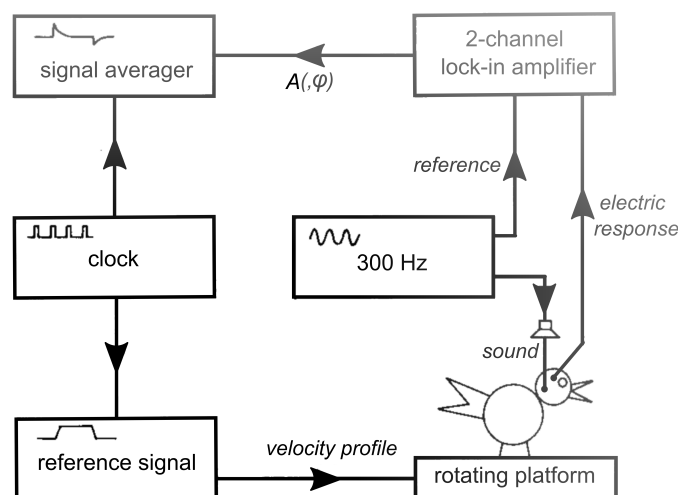 signal averager
A(,φ)
2-channel
lock-in amplifier
reference
electric
response
clock
300 Hz
sound
reference signal
velocity profile
rotating platform